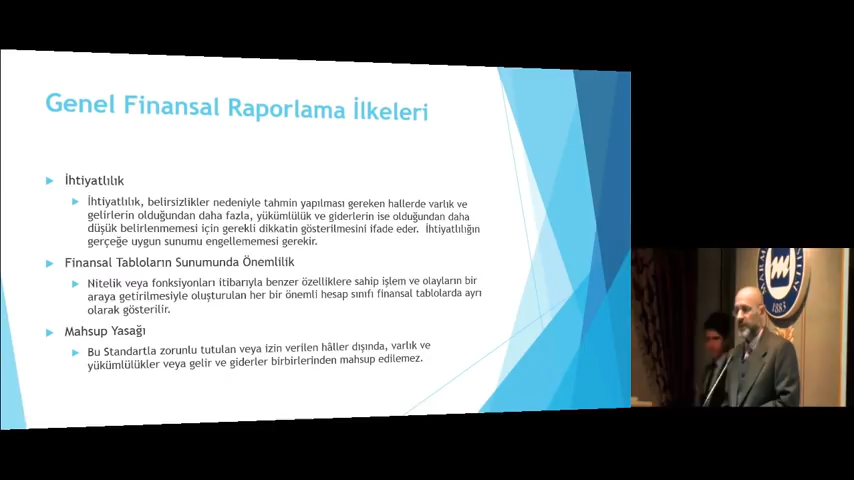 Genel Finansal Raporlama İlkeleri
İhtiyatlılık
İhtiyatlılık, belirsizlikler nedeniyle tahmin yapılması gereken hallerde varlık ve
gelirlerin olduğundan daha fazla, yükümlülük ve giderlerin ise olduğundan daha
düşük belirlenmemesi için gerekli dikkatin gösterilmesini ifade eder. İhtiyatlılığın
gerçeğe uygun sunumu engellememesi gerekir.
Finansal Tabloların Sunumunda Önemlilik
Nitelik veya fonksiyonları itibarıyla benzer özelliklere sahip işlem ve olayların bir
araya getirilmesiyle oluşturulan her bir önemli hesap sınıfı finansal tablolarda ayrı
olarak gösterilir.
Mahsup Yasağı
Bu Standartla zorunlu tutulan veya izin verilen hâller dışında, varlık ve
yükümlülükler veya gelir ve giderler birbirlerinden mahsup edilemez.
1883